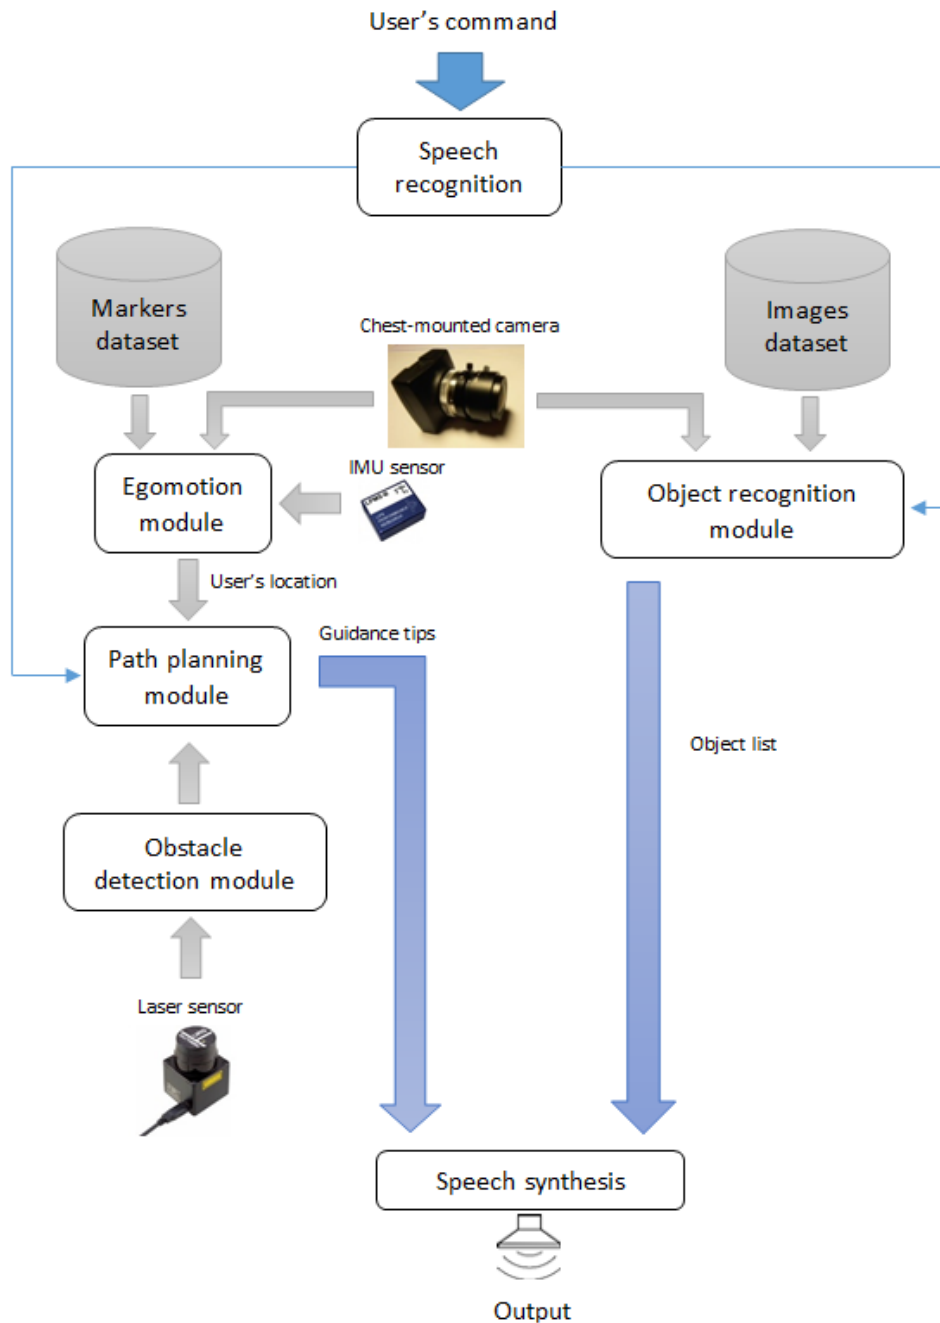 User's command
Speech
recognition
Markers
dataset
Images
dataset
Chest-mounted camera
IMU sensor
Egomotion
module
Object recognition
module
User's location
Guidance tips
Path planning
module
Object list
Obstacle
detection module
Laser sensor
Speech synthesis
Output